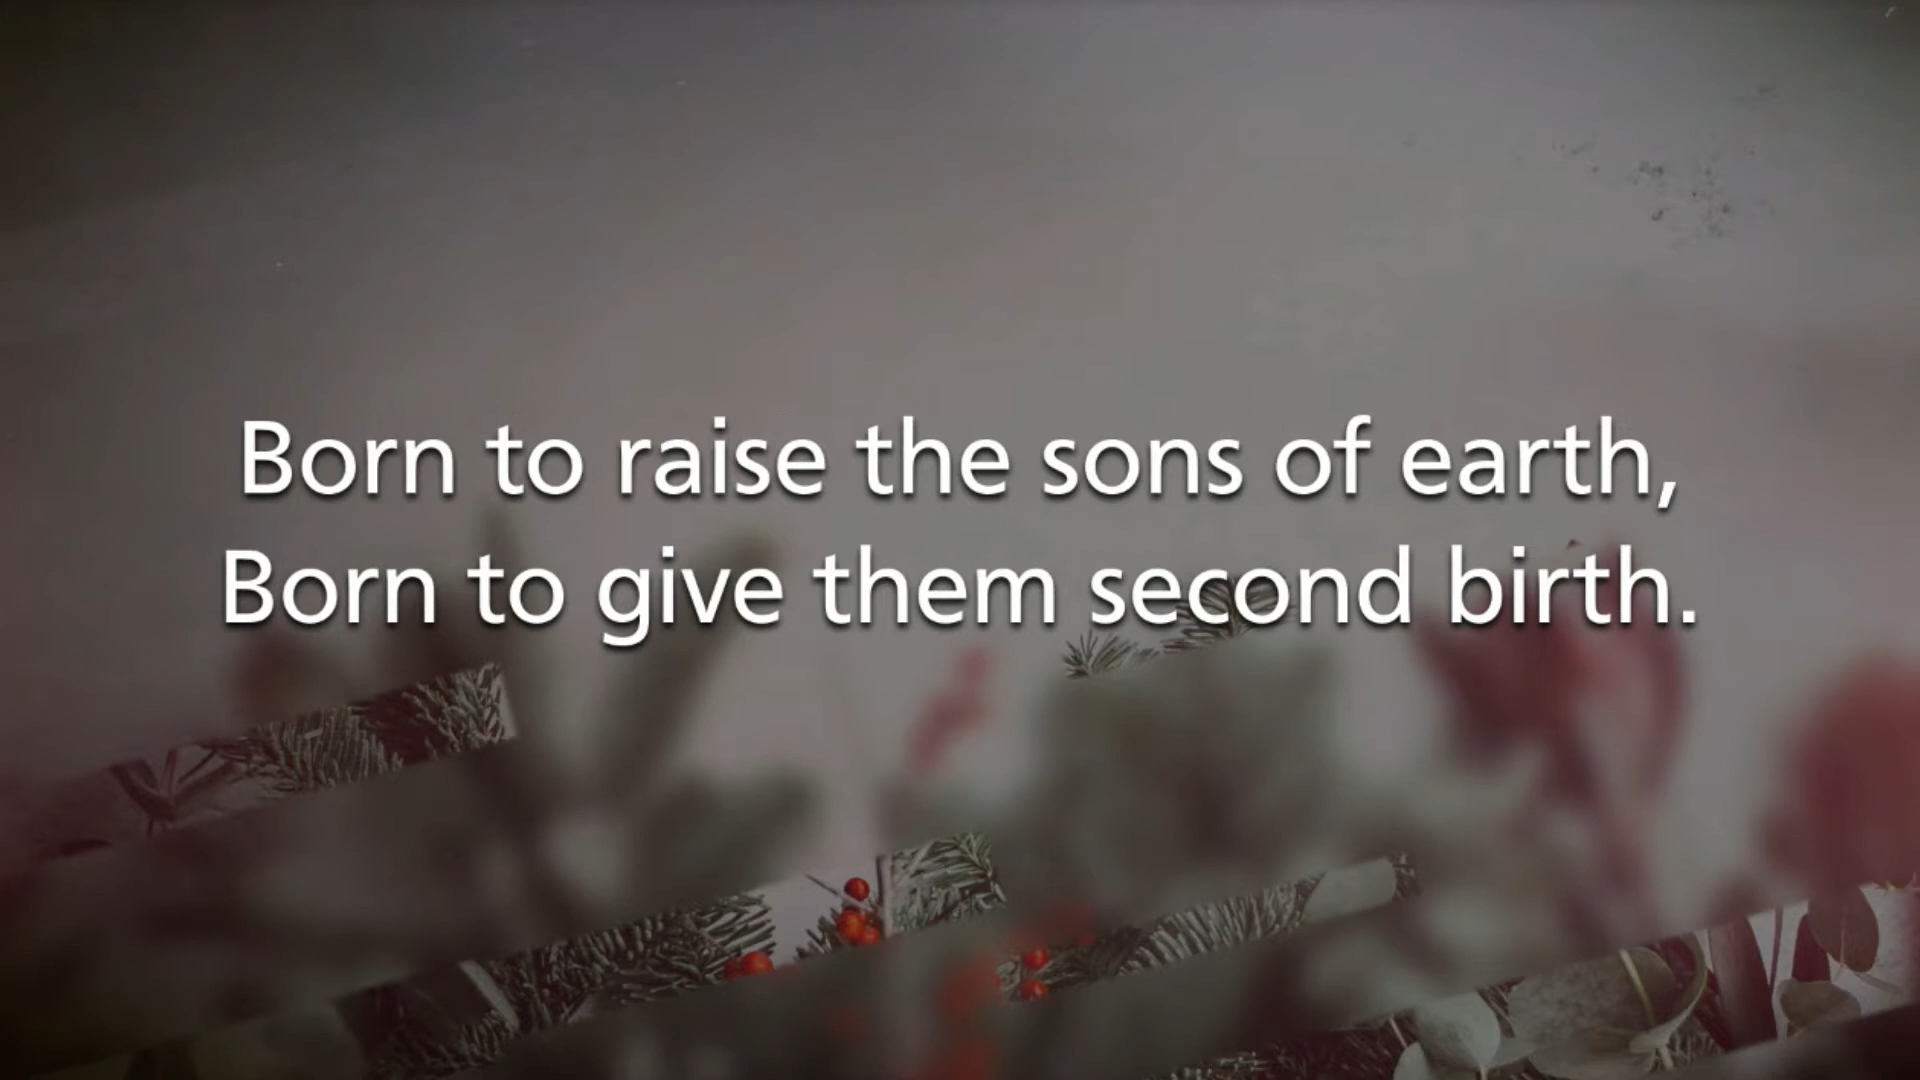 Born to raise the sons of earth,
Born to give them second birth.